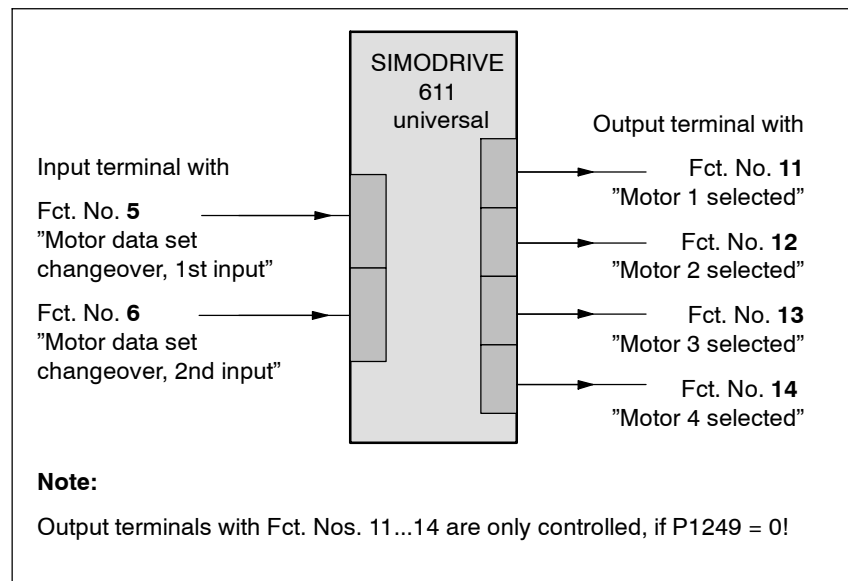 SIMODRIVE
611
universal
Input terminal with
Fct. No. 5
”Motor data set
changeover, 1st input”
Fct. No. 6
”Motor data set
changeover, 2nd input”
Output terminal with
Fct. No. 11
”Motor 1 selected”
Fct. No. 12
”Motor 2 selected”
Fct. No. 13
”Motor 3 selected”
Fct. No. 14
”Motor 4 selected”
Note:
Output terminals with Fct. Nos. 11...14 are only controlled, if P1249 = 0!